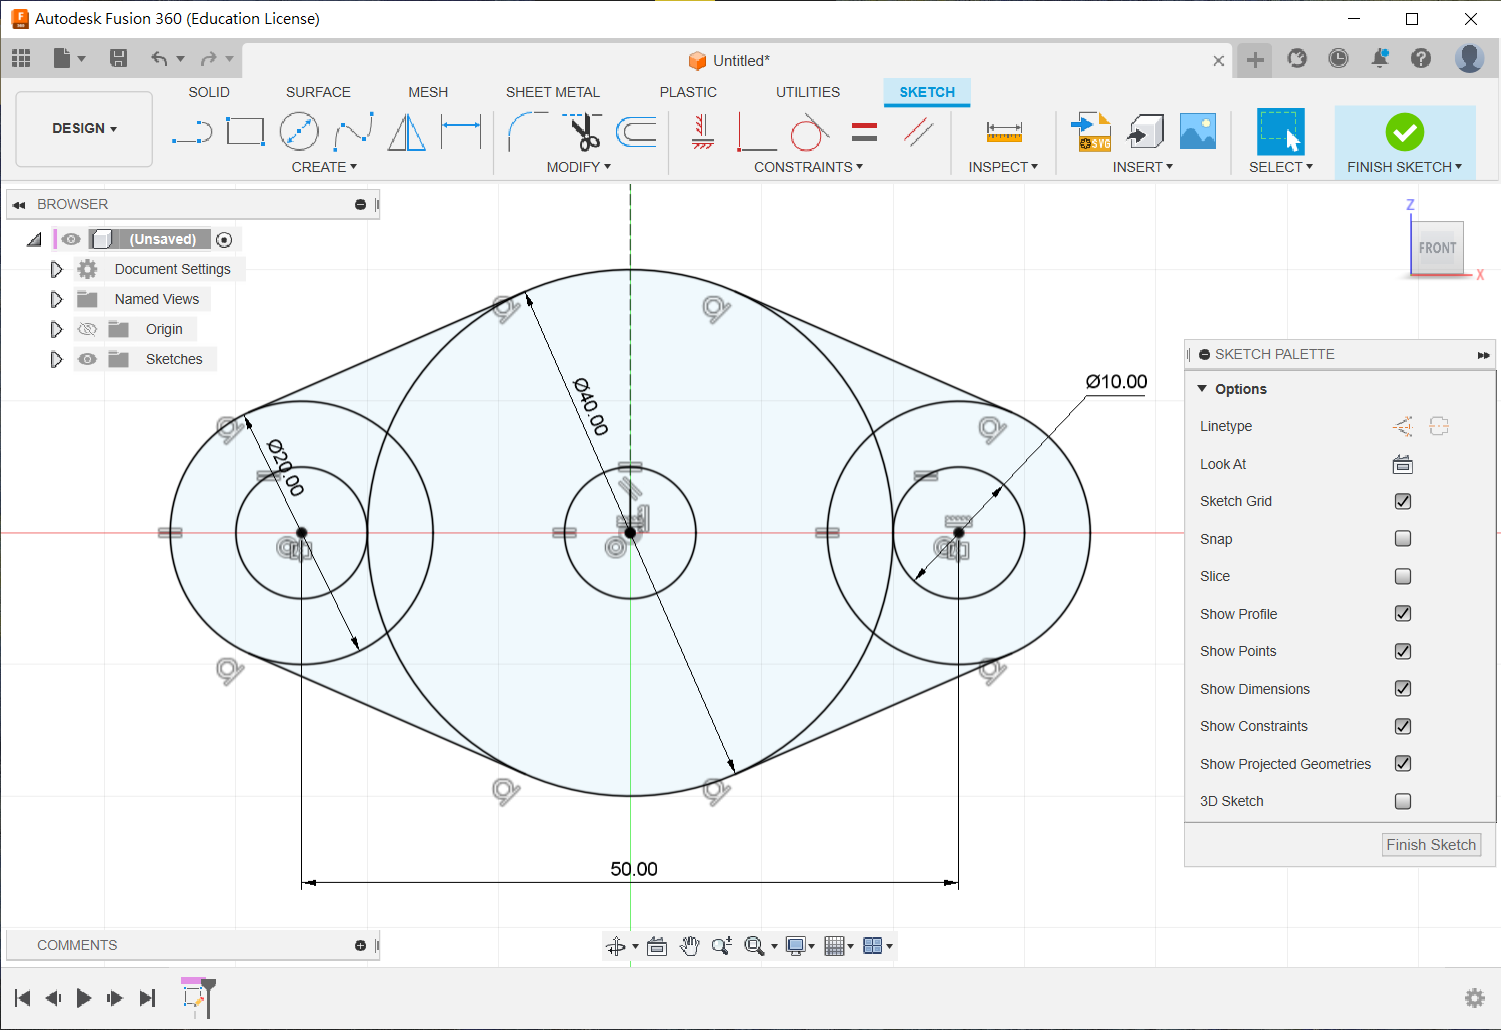 Autodesk Fusion 360 (Education License)
Untitled*
SOLID SURFACE MESH SHEET METAL PLASTIC UTILITIES SKETCH
DESIGN
CREATE MODIFY CONSTRAINTS INSPECT INSERT SELECT FINISH SKETCH
SVG
BROWSER
(Unsaved)
Document Settings
Named Views
Origin
Sketches
Z
FRONT
X
Ø10.00
Ø40.00
Ø20.00
50.00
SKETCH PALETTE
Options
Linetype
Look At
Sketch Grid
Snap
Slice
Show Profile
Show Points
Show Dimensions
Show Constraints
Show Projected Geometries
3D Sketch
Finish Sketch
COMMENTS